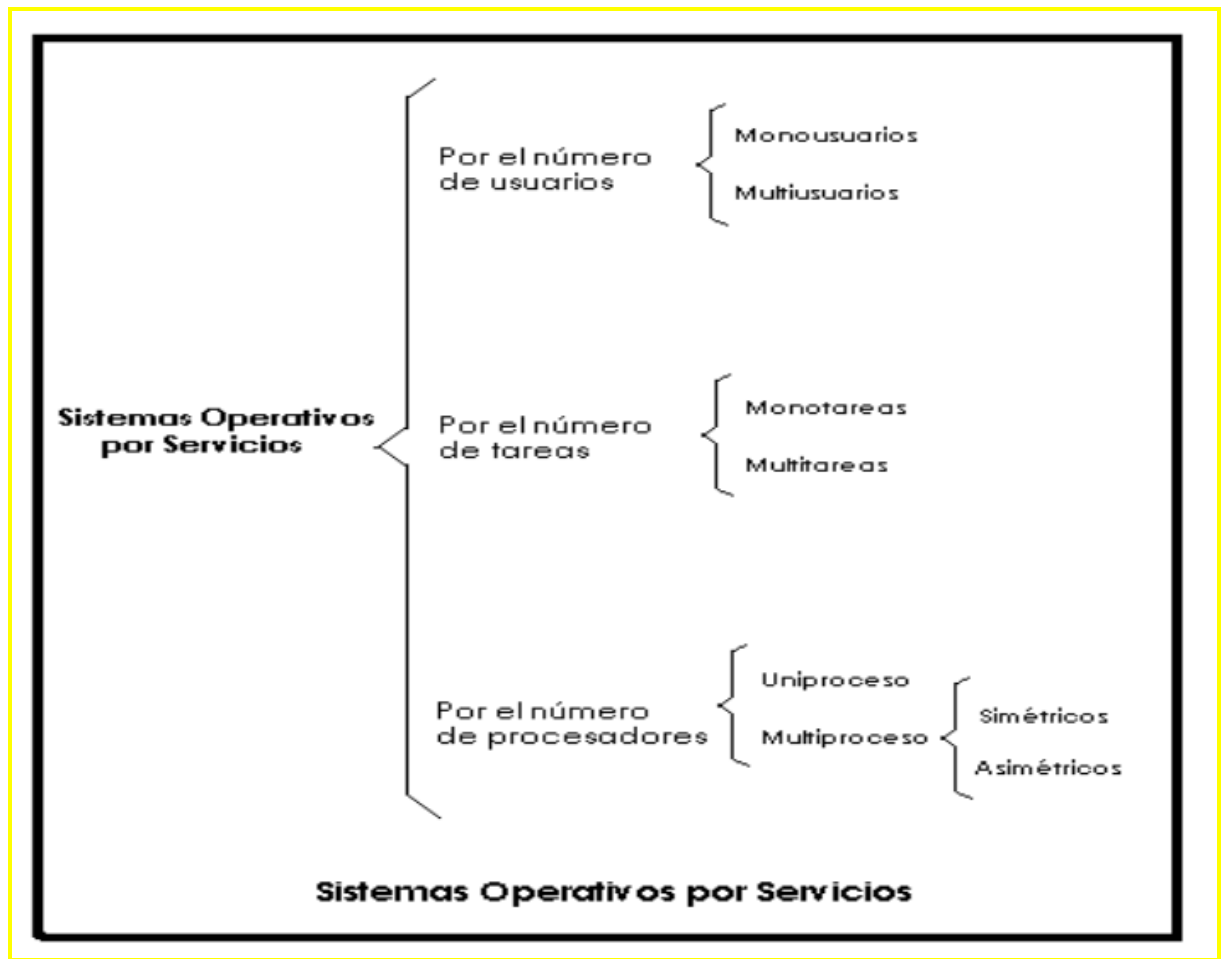 Por el número
de usuarios
Monousuarios
Multiusuarios
Sistemas Operativos
por Servicios
Por el número
de tareas
Monotareas
Multitareas
Por el número
de procesadores
Uniproceso
Multiproceso
Simétricos
Asimétricos
Sistemas Operativos por Servicios